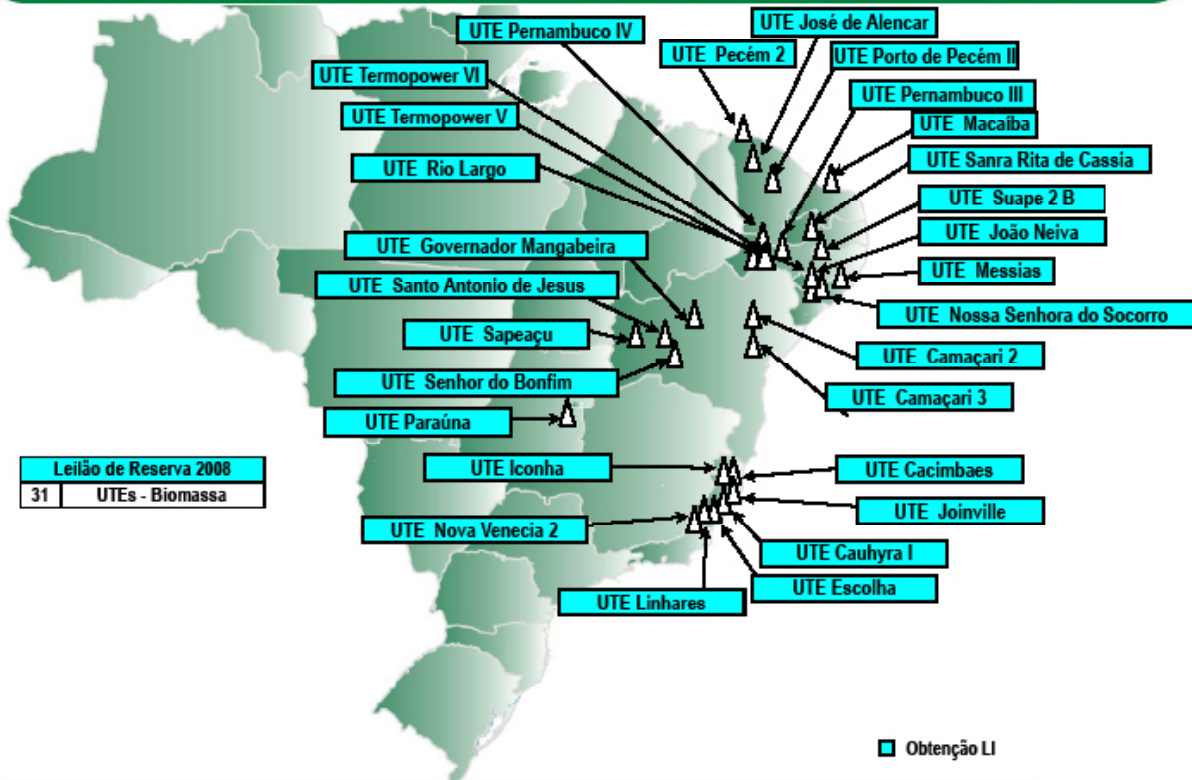 UTE José de Alencar
UTE Pernambuco IV
UTE Pecém 2
UTE Porto de Pecém II
UTE Termopower VI
UTE Pernambuco III
UTE Termopower V
UTE Macaíba
UTE Rio Largo
UTE Sanra Rita de Cassia
UTE Suape 2 B
UTE Governador Mangabeira
UTE João Neiva
UTE Santo Antonio de Jesus
UTE Messias
UTE Nossa Senhora do Socorro
UTE Sapeaçu
UTE Camaçari 2
UTE Senhor do Bonfim
UTE Camaçari 3
UTE Paraúna
Leilão de Reserva 2008
31 UTEs - Biomassa
UTE Iconha
UTE Cacimbaes
UTE Joinville
UTE Nova Venecia 2
UTE Cauhyra I
UTE Escolha
UTE Linhares
Obtenção LI